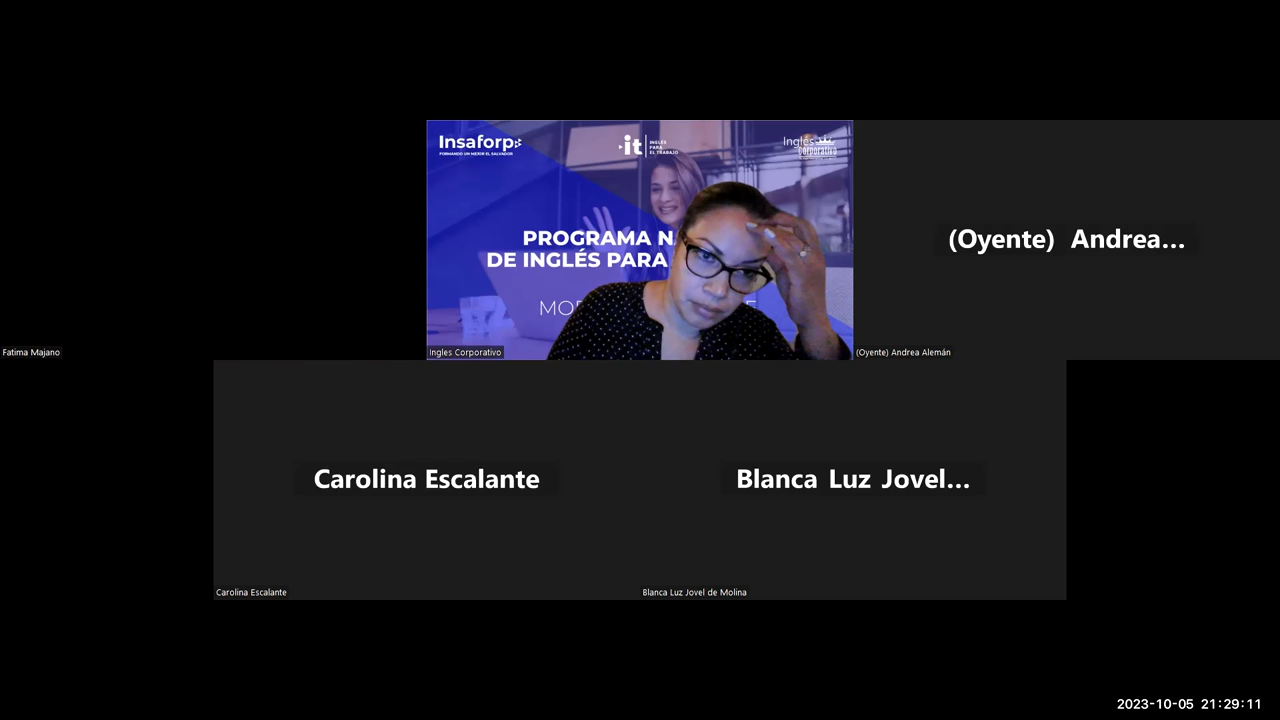 Insaforp
FORMANDO UN MEJOR EL SALVADOR
it
INGLÉS
PARA
EL TRABAJO
Inglés
corporativo
PROGRAMA N
DE INGLÉS PARA
MO
E
Ingles Corporativo
(Oyente) Andrea...
Fatima Majano
(Oyente) Andrea Alemán
Carolina Escalante
Blanca Luz Jovel...
Carolina Escalante
Blanca Luz Jovel de Molina
2023-10-05 21:29:11